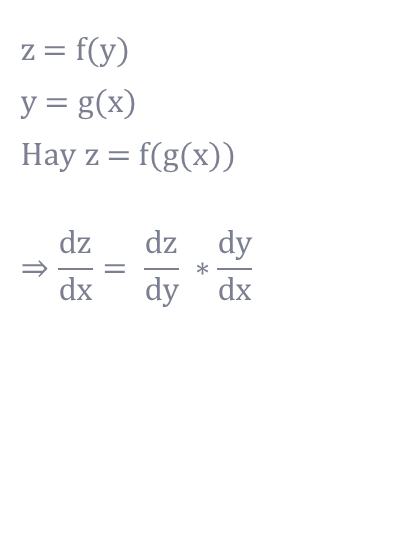 z = f(y)
y = g(x)
Hay z = f(g(x))
⇒ dz/dx = dz/dy * dy/dx